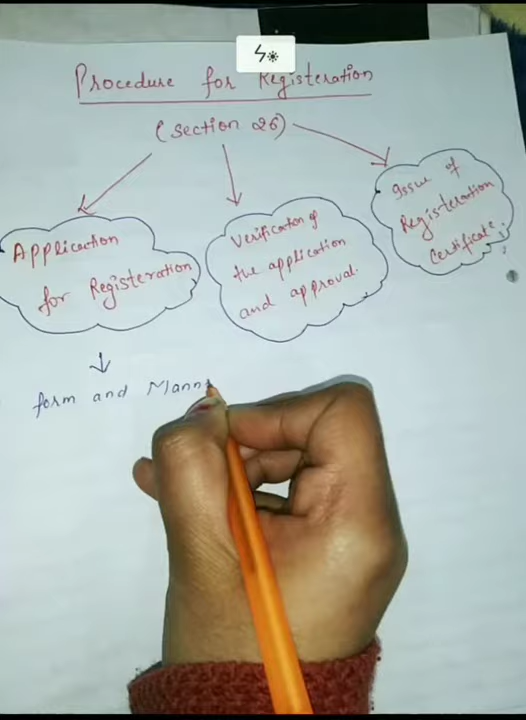 Procedure for Registeration
(Section 26)
Application
for Registeration
Verification of
the application
and approval.
Issue of
Registeration
Certificate.
form and Mann